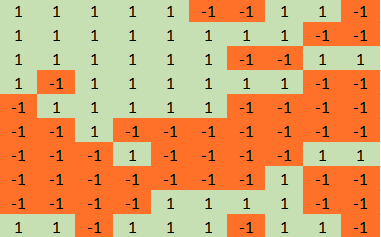 1 1 1 1 1 -1 -1 1 1 -1
1 1 1 1 1 1 1 1 -1 -1
1 1 1 1 1 1 -1 -1 1 1
1 -1 1 1 1 1 1 1 -1 -1
-1 1 1 1 1 1 -1 -1 -1 -1
-1 -1 1 -1 -1 -1 -1 -1 -1 -1
-1 -1 -1 1 -1 -1 -1 -1 1 1
-1 -1 -1 -1 -1 -1 -1 1 -1 -1
-1 -1 -1 -1 1 1 1 1 -1 -1
1 1 -1 1 1 1 -1 1 1 -1